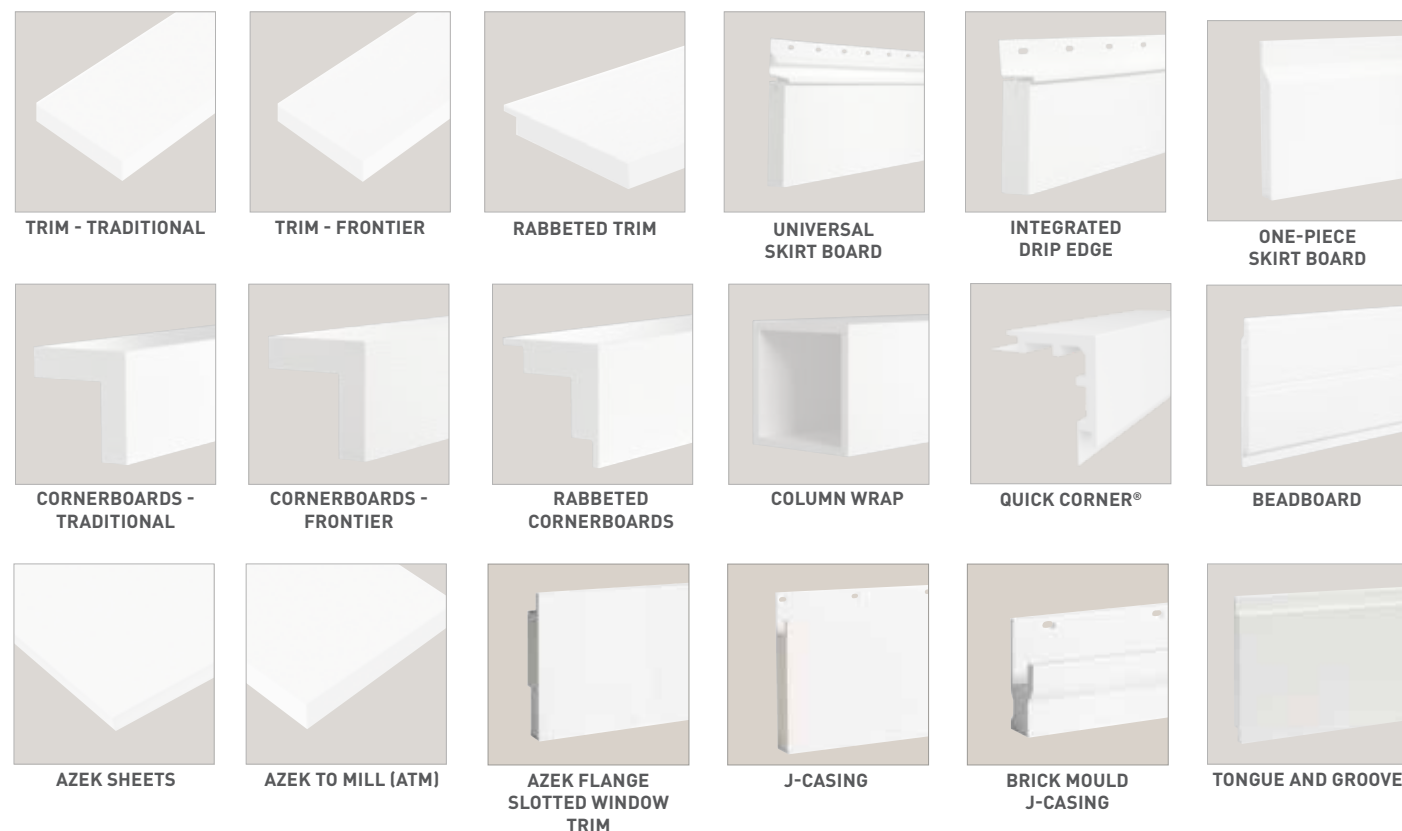 TRIM - TRADITIONAL
TRIM - FRONTIER
RABBETED TRIM
UNIVERSAL
SKIRT BOARD
INTEGRATED
DRIP EDGE
ONE-PIECE
SKIRT BOARD
CORNERBOARDS -
TRADITIONAL
CORNERBOARDS -
FRONTIER
RABBETED
CORNERBOARDS
COLUMN WRAP
QUICK CORNER®
BEADBOARD
AZEK SHEETS
AZEK TO MILL (ATM)
AZEK FLANGE
SLOTTED WINDOW
TRIM
J-CASING
BRICK MOULD
J-CASING
TONGUE AND GROOVE